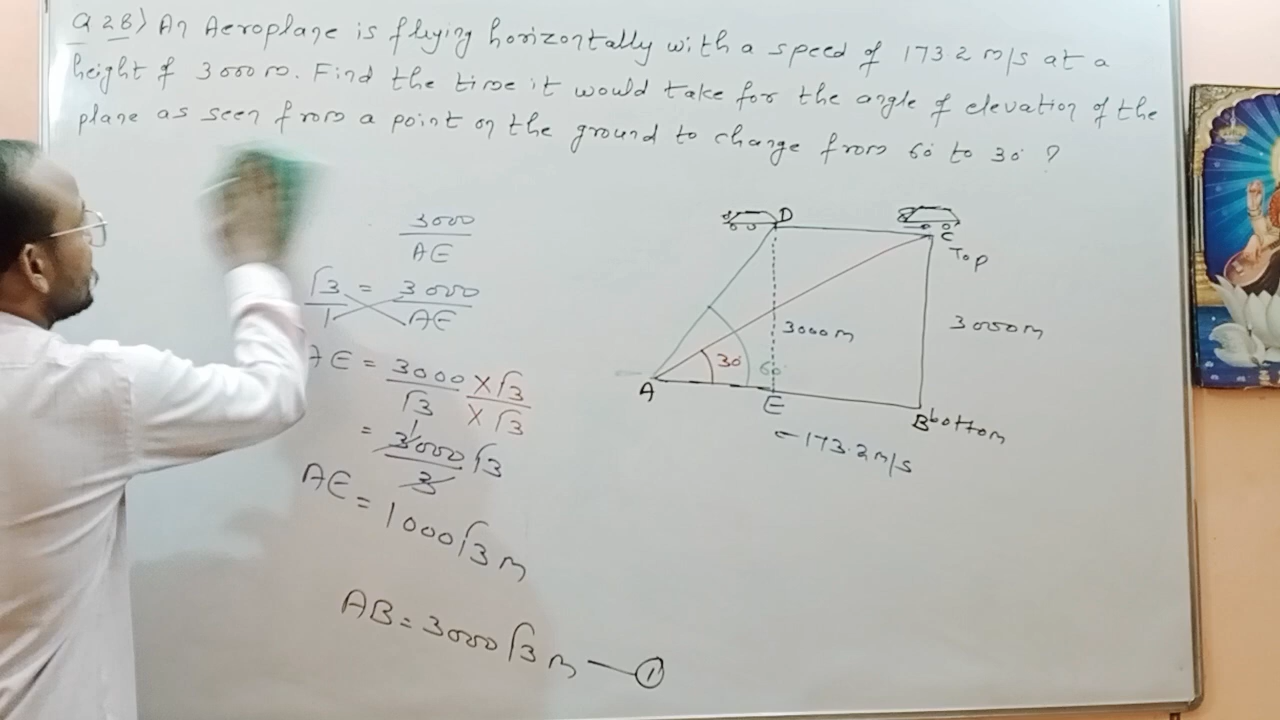 Q 28) An Aeroplane is flying horizontally with a speed of 173.2 m/s at a
height of 3000 m. Find the time it would take for the angle of elevation of the
plane as seen from a point on the ground to change from 60° to 30° ?
3000
AE
√3 = 3000
1 AE
AE = 3000 × √3
√3 × √3
= 3000 √3
3
1
AE = 1000√3 m
AB = 3000√3 m — ①
D
C
Top
3000 m
3000 m
30°
60°
A
E
B bottom
←173.2 m/s